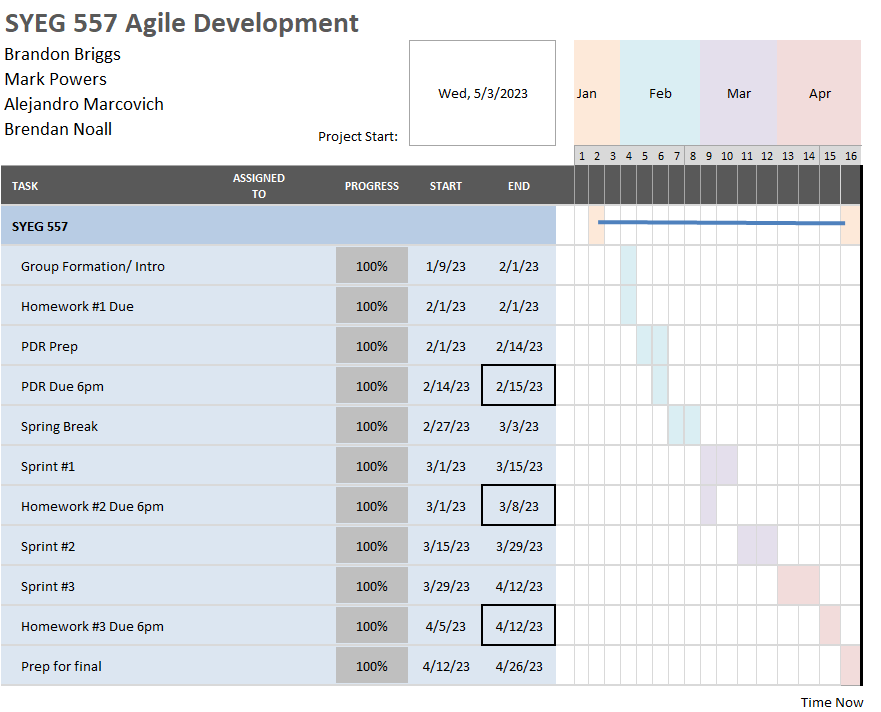 SYEG 557 Agile Development
Brandon Briggs
Mark Powers
Alejandro Marcovich
Brendan Noall
Project Start: Wed, 5/3/2023
Jan Feb Mar Apr
1 2 3 4 5 6 7 8 9 10 11 12 13 14 15 16
TASK ASSIGNED TO PROGRESS START END
SYEG 557
Group Formation/ Intro 100% 1/9/23 2/1/23
Homework #1 Due 100% 2/1/23 2/1/23
PDR Prep 100% 2/1/23 2/14/23
PDR Due 6pm 100% 2/14/23 2/15/23
Spring Break 100% 2/27/23 3/3/23
Sprint #1 100% 3/1/23 3/15/23
Homework #2 Due 6pm 100% 3/1/23 3/8/23
Sprint #2 100% 3/15/23 3/29/23
Sprint #3 100% 3/29/23 4/12/23
Homework #3 Due 6pm 100% 4/5/23 4/12/23
Prep for final 100% 4/12/23 4/26/23
Time Now